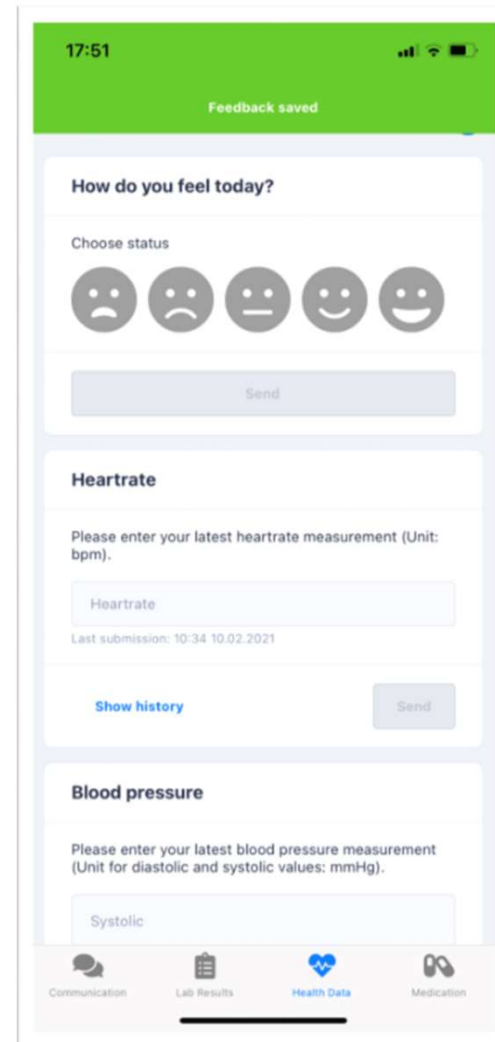 17:51
Feedback saved
How do you feel today?
Choose status
Send
Heartrate
Please enter your latest heartrate measurement (Unit:
bpm).
Heartrate
Last submission: 10:34 10.02.2021
Show history
Send
Blood pressure
Please enter your latest blood pressure measurement
(Unit for diastolic and systolic values: mmHg).
Systolic
Communication
Lab Results
Health Data
Medication